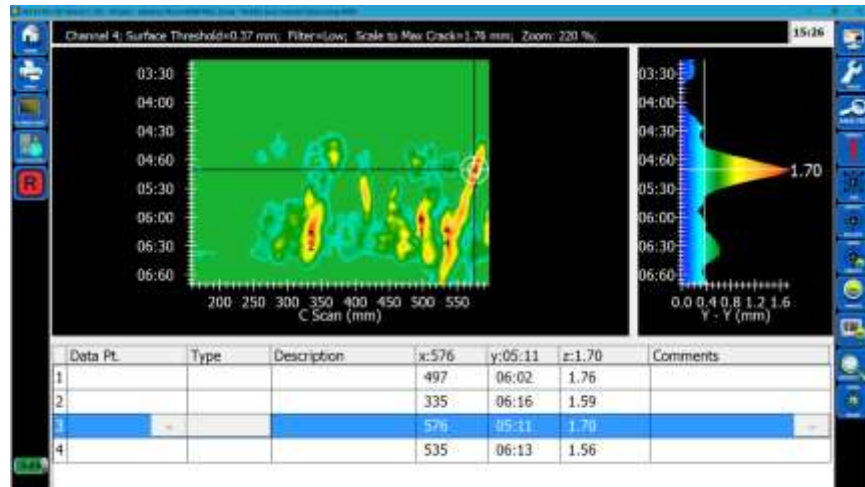 Channel 4; Surface Threshold=0.37 mm; Filter=Low; Scale to Max Crack=1.76 mm; Zoom: 220 %;
15:26
03:30
04:00
04:30
04:60
05:30
06:00
06:30
06:60
200 250 300 350 400 450 500 550
C Scan (mm)
03:30
04:00
04:30
04:60
05:30
06:00
06:30
06:60
1.70
0.0 0.4 0.8 1.2 1.6
Y - Y (mm)
R
Data Pt. Type Description x:576 y:05:11 z:1.70 Comments
1 497 06:02 1.76
2 335 06:16 1.59
3 576 05:11 1.70
4 535 06:13 1.56